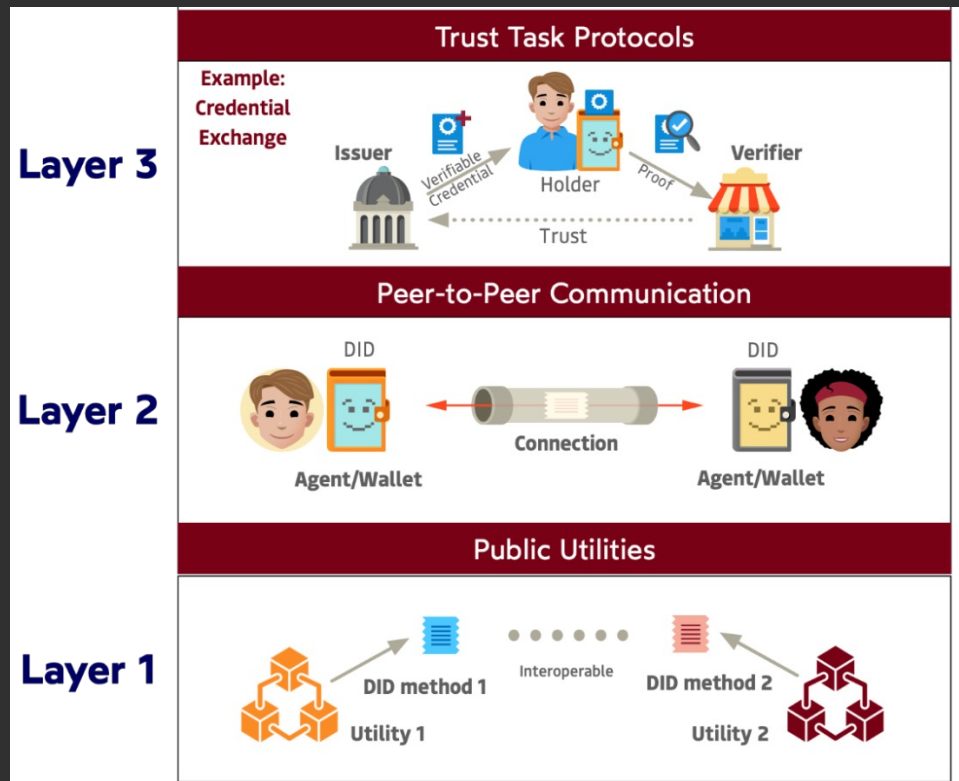 Trust Task Protocols
Example:
Credential
Exchange
Layer 3
Issuer
Verifiable
Credential
Holder
Proof
Verifier
Trust
Peer-to-Peer Communication
Layer 2
DID
DID
Connection
Agent/Wallet
Agent/Wallet
Public Utilities
Layer 1
Interoperable
DID method 1
DID method 2
Utility 1
Utility 2